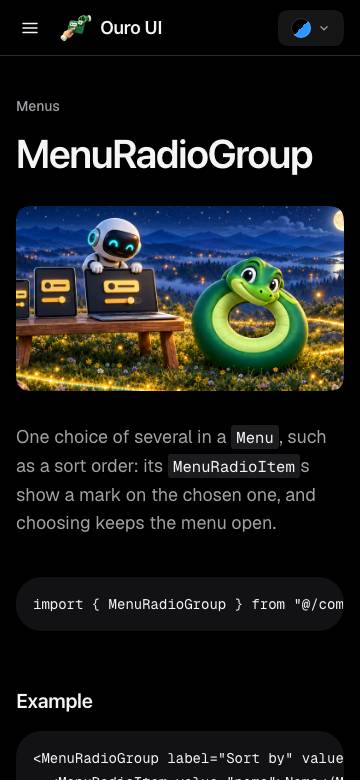 Ouro UI
Menus
MenuRadioGroup
One choice of several in a Menu, such
as a sort order: its MenuRadioItems
show a mark on the chosen one, and
choosing keeps the menu open.
import { MenuRadioGroup } from "@/com
Example
<MenuRadioGroup label="Sort by" value